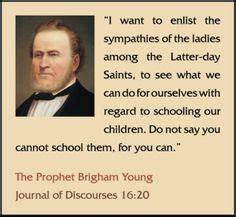 “I want to enlist the
sympathies of the ladies
among the Latter-day
Saints, to see what we
can do for ourselves with
regard to schooling our
children. Do not say you
cannot school them, for you can.”
The Prophet Brigham Young
Journal of Discourses 16:20